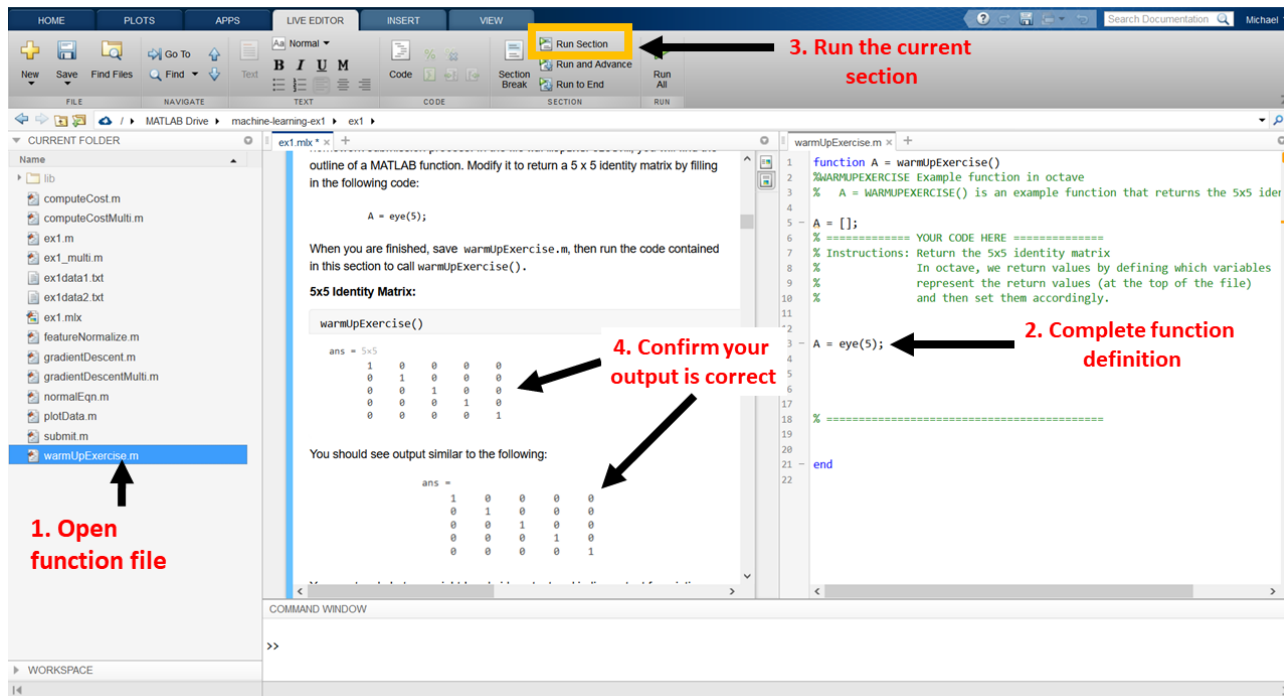 HOME PLOTS APPS LIVE EDITOR INSERT VIEW Search Documentation Michael
New Save Find Files Go To Find Text Aa Normal B I U M Code Section Break Run Section Run and Advance Run to End Run All
FILE NAVIGATE TEXT CODE SECTION RUN
3. Run the current
section
/ MATLAB Drive machine-learning-ex1 ex1
CURRENT FOLDER
Name
lib
computeCost.m
computeCostMulti.m
ex1.m
ex1_multi.m
ex1data1.txt
ex1data2.txt
ex1.mlx
featureNormalize.m
gradientDescent.m
gradientDescentMulti.m
normalEqn.m
plotData.m
submit.m
warmUpExercise.m
1. Open
function file
WORKSPACE
ex1.mlx * × +
outline of a MATLAB function. Modify it to return a 5 x 5 identity matrix by filling
in the following code:
A = eye(5);
When you are finished, save warmUpExercise.m, then run the code contained
in this section to call warmUpExercise().
5x5 Identity Matrix:
warmUpExercise()
ans = 5×5
1 0 0 0 0
0 1 0 0 0
0 0 1 0 0
0 0 0 1 0
0 0 0 0 1
4. Confirm your
output is correct
You should see output similar to the following:
ans =
1 0 0 0 0
0 1 0 0 0
0 0 1 0 0
0 0 0 1 0
0 0 0 0 1
COMMAND WINDOW
>>
warmUpExercise.m × +
1 function A = warmUpExercise()
2 %WARMUPEXERCISE Example function in octave
3 % A = WARMUPEXERCISE() is an example function that returns the 5x5 iden
4
5 - A = [];
6 % ============= YOUR CODE HERE ==============
7 % Instructions: Return the 5x5 identity matrix
8 % In octave, we return values by defining which variables
9 % represent the return values (at the top of the file)
10 % and then set them accordingly.
11
2
3 - A = eye(5);
4
5
6
17
18 % ===========================================
19
20
21 - end
22
2. Complete function
definition